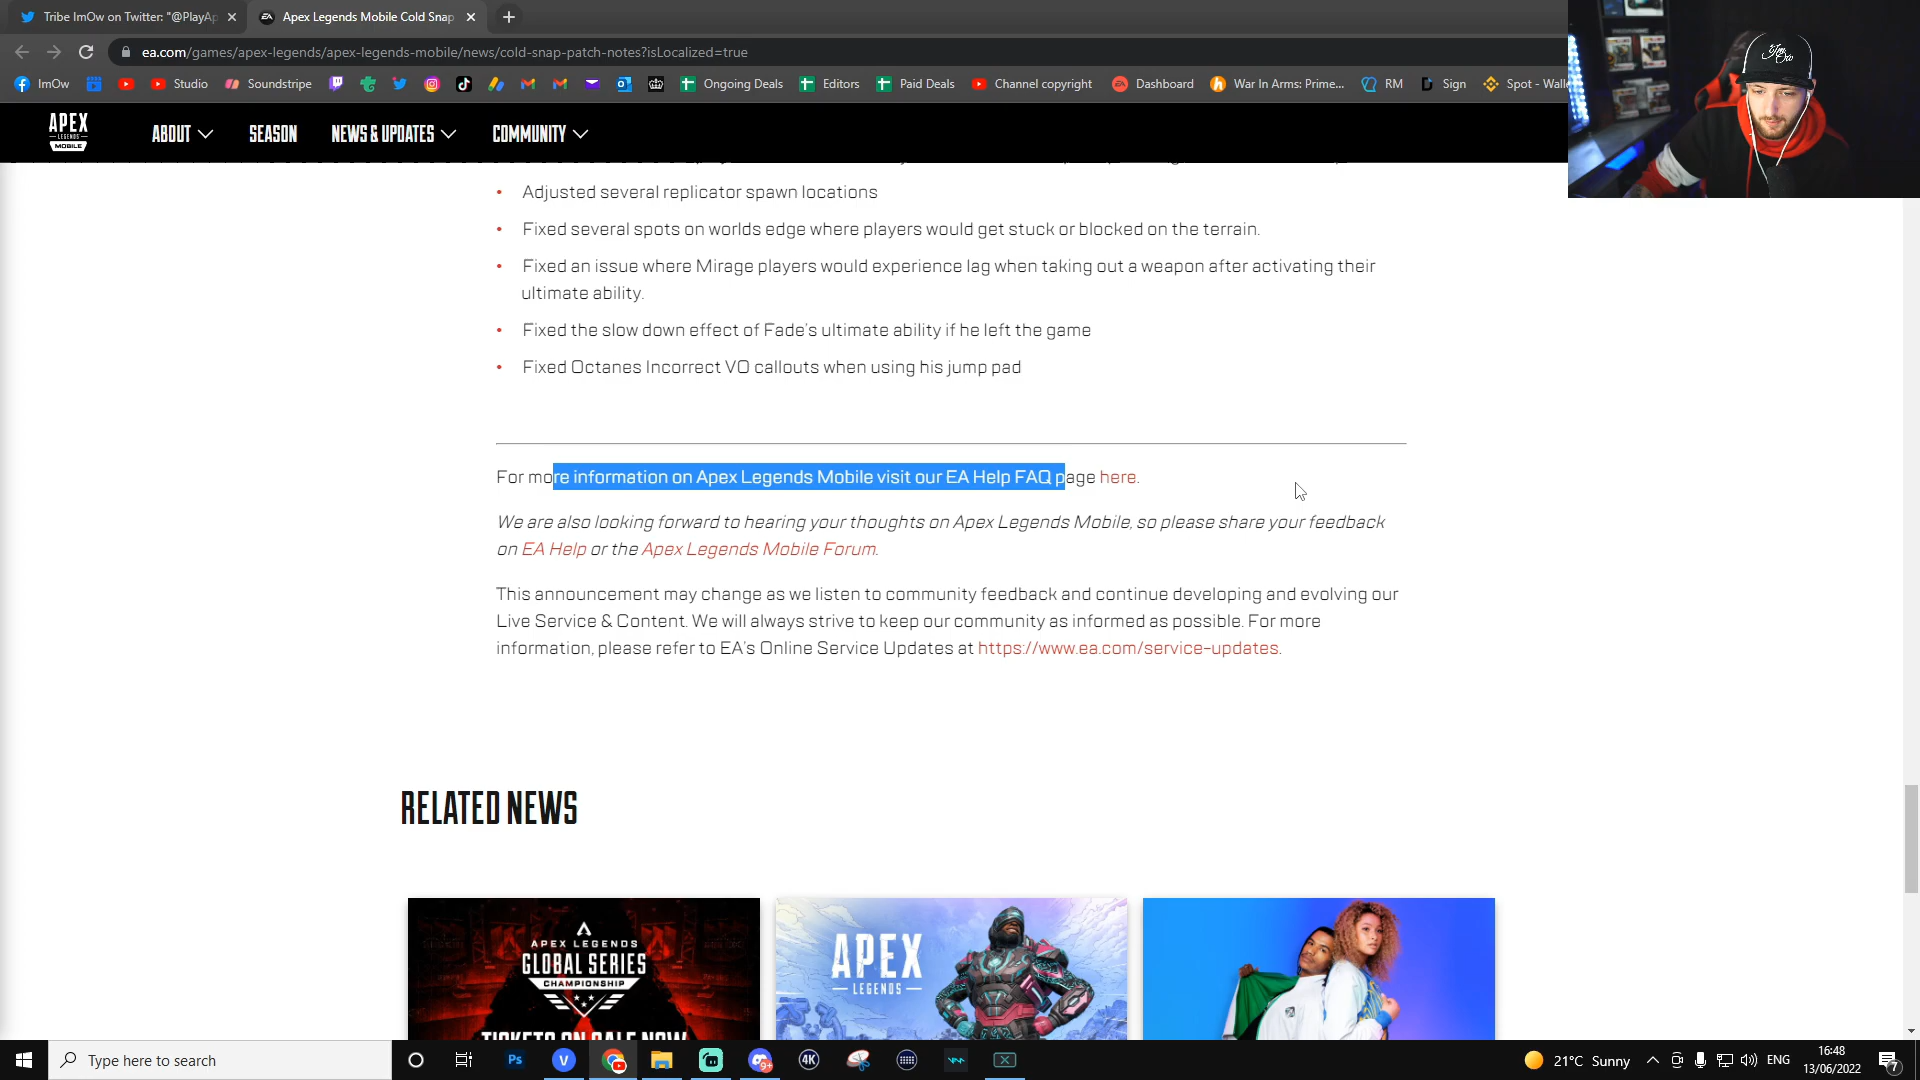 Tribe ImOw on Twitter: "@PlayAp
Apex Legends Mobile Cold Snap
ea.com/games/apex-legends/apex-legends-mobile/news/cold-snap-patch-notes?isLocalized=true
ImOw
Studio
Soundstripe
Ongoing Deals
Editors
Paid Deals
Channel copyright
Dashboard
War In Arms: Prime...
RM
Sign
Spot - Walle
APEX
LEGENDS
MOBILE
ABOUT
SEASON
NEWS & UPDATES
COMMUNITY
• Adjusted several replicator spawn locations
• Fixed several spots on worlds edge where players would get stuck or blocked on the terrain.
• Fixed an issue where Mirage players would experience lag when taking out a weapon after activating their
ultimate ability.
• Fixed the slow down effect of Fade's ultimate ability if he left the game
• Fixed Octanes Incorrect VO callouts when using his jump pad
For more information on Apex Legends Mobile visit our EA Help FAQ page here.
We are also looking forward to hearing your thoughts on Apex Legends Mobile, so please share your feedback
on EA Help or the Apex Legends Mobile Forum.
This announcement may change as we listen to community feedback and continue developing and evolving our
Live Service & Content. We will always strive to keep our community as informed as possible. For more
information, please refer to EA's Online Service Updates at https://www.ea.com/service-updates.
RELATED NEWS
APEX LEGENDS
GLOBAL SERIES
CHAMPIONSHIP
TICKETS ON SALE NOW
APEX
LEGENDS
Type here to search
Ps
V
9+
4K
21°C Sunny
ENG
16:48
13/06/2022
7